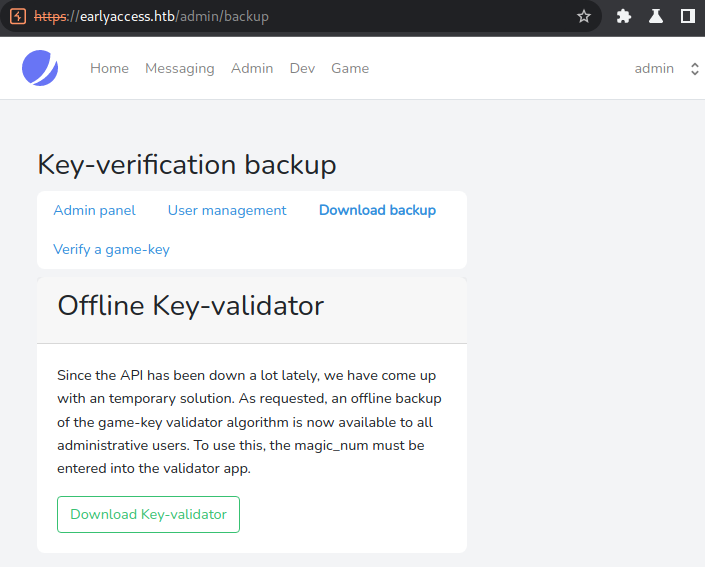 https://earlyaccess.htb/admin/backup
Home Messaging Admin Dev Game admin
Key-verification backup
Admin panel User management Download backup
Verify a game-key
Offline Key-validator
Since the API has been down a lot lately, we have come up
with an temporary solution. As requested, an offline backup
of the game-key validator algorithm is now available to all
administrative users. To use this, the magic_num must be
entered into the validator app.
Download Key-validator